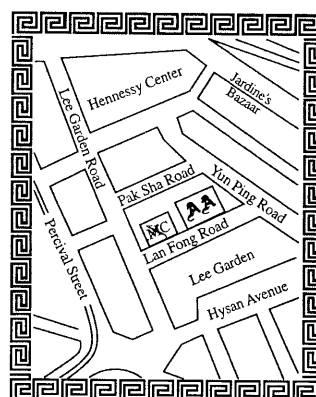 Hennessy Center
Jardine's
Bazaar
Lee Garden Road
Pak Sha Road
Yun Ping Road
Percival Street
Lan Fong Road
Lee Garden
Hysan Avenue